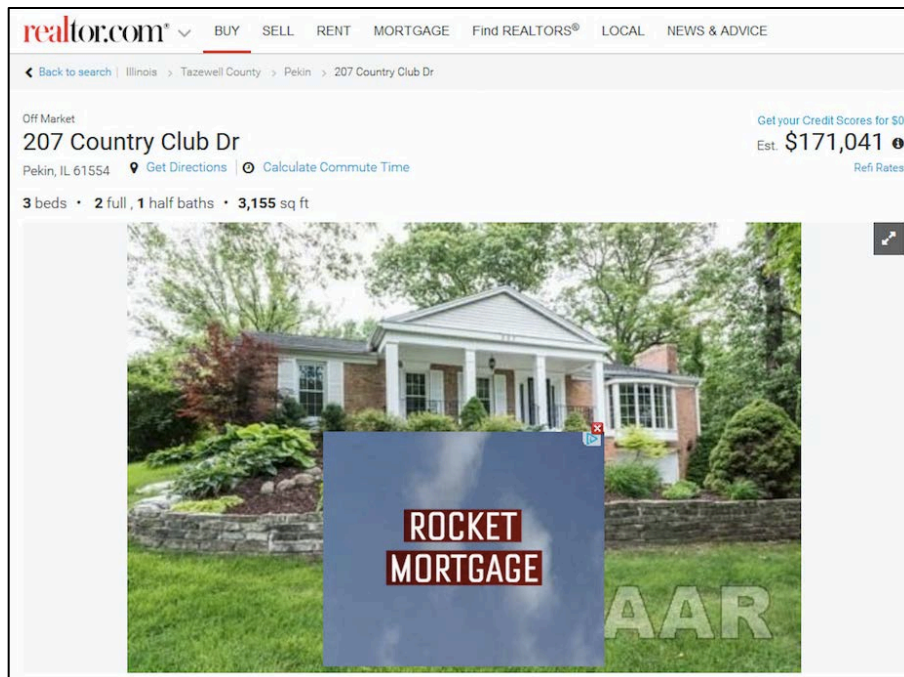 realtor.com® BUY SELL RENT MORTGAGE Find REALTORS® LOCAL NEWS & ADVICE
Back to search | Illinois > Tazewell County > Pekin > 207 Country Club Dr
Off Market
207 Country Club Dr
Pekin, IL 61554 Get Directions Calculate Commute Time
3 beds • 2 full , 1 half baths • 3,155 sq ft
Get your Credit Scores for $0
Est. $171,041
Refi Rates
207
ROCKET
MORTGAGE
AAR